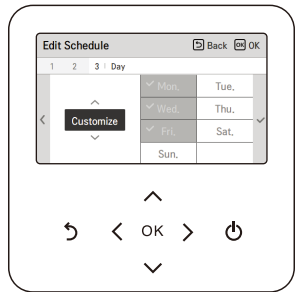 Edit Schedule Back OK OK
1 2 3 Day
Mon. Tue.
Customize Wed. Thu.
Fri. Sat.
Sun.
OK